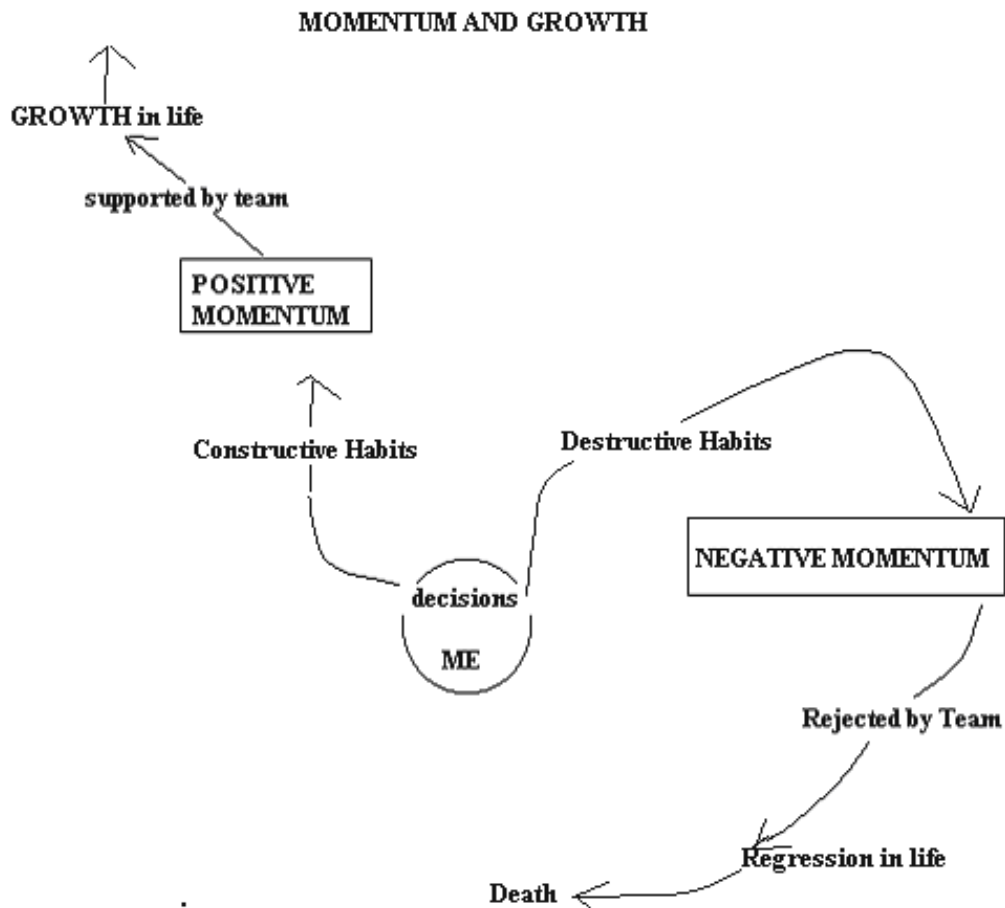 MOMENTUM AND GROWTH
GROWTH in life
supported by team
POSITIVE
MOMENTUM
Constructive Habits
Destructive Habits
NEGATIVE MOMENTUM
decisions
ME
Rejected by Team
Regression in life
Death
.